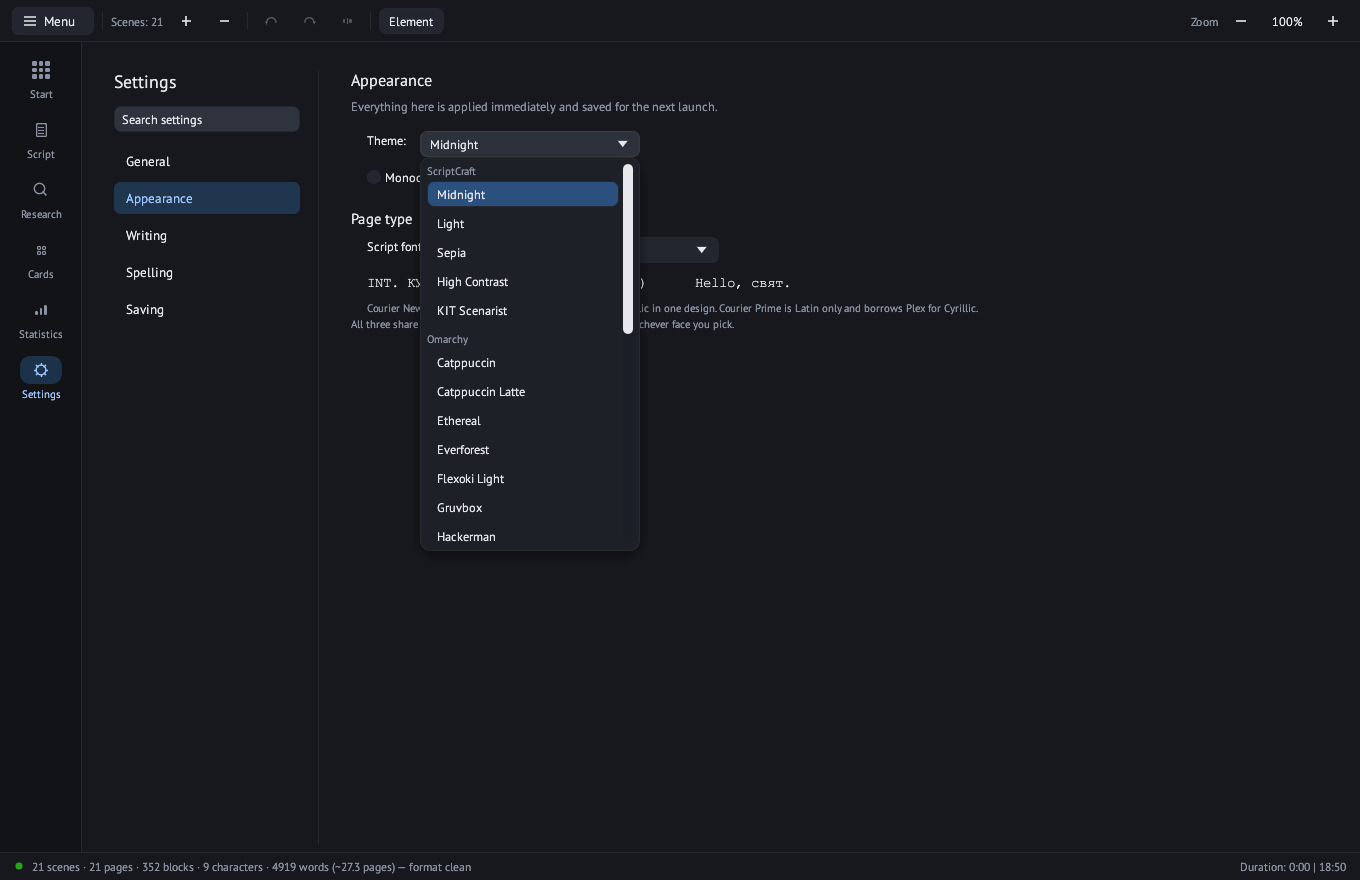 Menu
Scenes: 21
Element
Zoom
100%
Start
Script
Research
Cards
Statistics
Settings
Settings
Search settings
General
Appearance
Writing
Spelling
Saving
Appearance
Everything here is applied immediately and saved for the next launch.
Theme:
Midnight
ScriptCraft
Midnight
Light
Sepia
High Contrast
KIT Scenarist
Omarchy
Catppuccin
Catppuccin Latte
Ethereal
Everforest
Flexoki Light
Gruvbox
Hackerman
Page type
Script font
INT. ) Hello, свят.
Courier in one design. Courier Prime is Latin only and borrows Plex for Cyrillic.
All three share face you pick.
21 scenes · 21 pages · 352 blocks · 9 characters · 4919 words (~27.3 pages) — format clean
Duration: 0:00 | 18:50